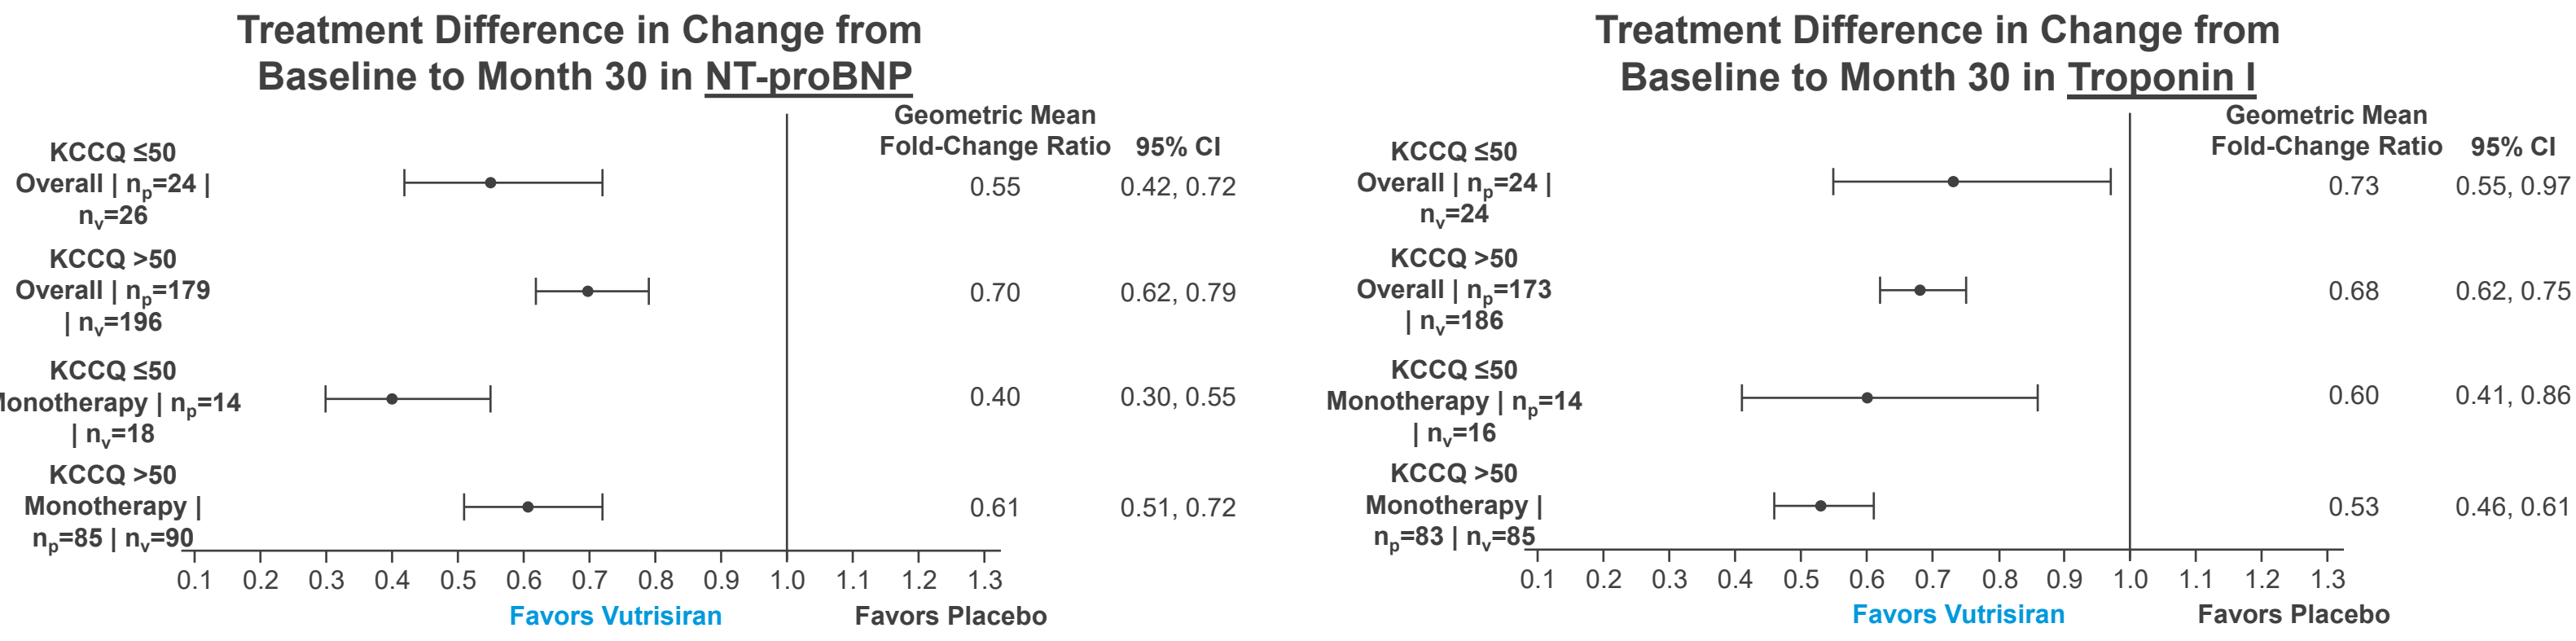 Treatment Difference in Change from
Baseline to Month 30 in NT-proBNP
Geometric Mean
Fold-Change Ratio 95% CI
KCCQ ≤50
Overall | np=24 |
nv=26
0.55 0.42, 0.72
KCCQ >50
Overall | np=179
| nv=196
0.70 0.62, 0.79
KCCQ ≤50
Monotherapy | np=14
| nv=18
0.40 0.30, 0.55
KCCQ >50
Monotherapy |
np=85 | nv=90
0.61 0.51, 0.72
0.1 0.2 0.3 0.4 0.5 0.6 0.7 0.8 0.9 1.0 1.1 1.2 1.3
Favors Vutrisiran Favors Placebo
Treatment Difference in Change from
Baseline to Month 30 in Troponin I
Geometric Mean
Fold-Change Ratio 95% CI
KCCQ ≤50
Overall | np=24 |
nv=24
0.73 0.55, 0.97
KCCQ >50
Overall | np=173
| nv=186
0.68 0.62, 0.75
KCCQ ≤50
Monotherapy | np=14
| nv=16
0.60 0.41, 0.86
KCCQ >50
Monotherapy |
np=83 | nv=85
0.53 0.46, 0.61
0.1 0.2 0.3 0.4 0.5 0.6 0.7 0.8 0.9 1.0 1.1 1.2 1.3
Favors Vutrisiran Favors Placebo